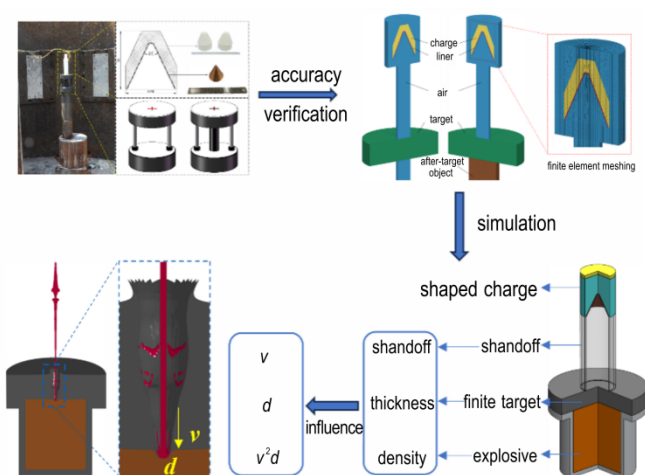 accuracy
verification
charge
liner
air
target
after-target
object
finite element meshing
simulation
shaped charge
shandoff
finite target
explosive
shandoff
thickness
density
influence
v
d
v²d
v
d